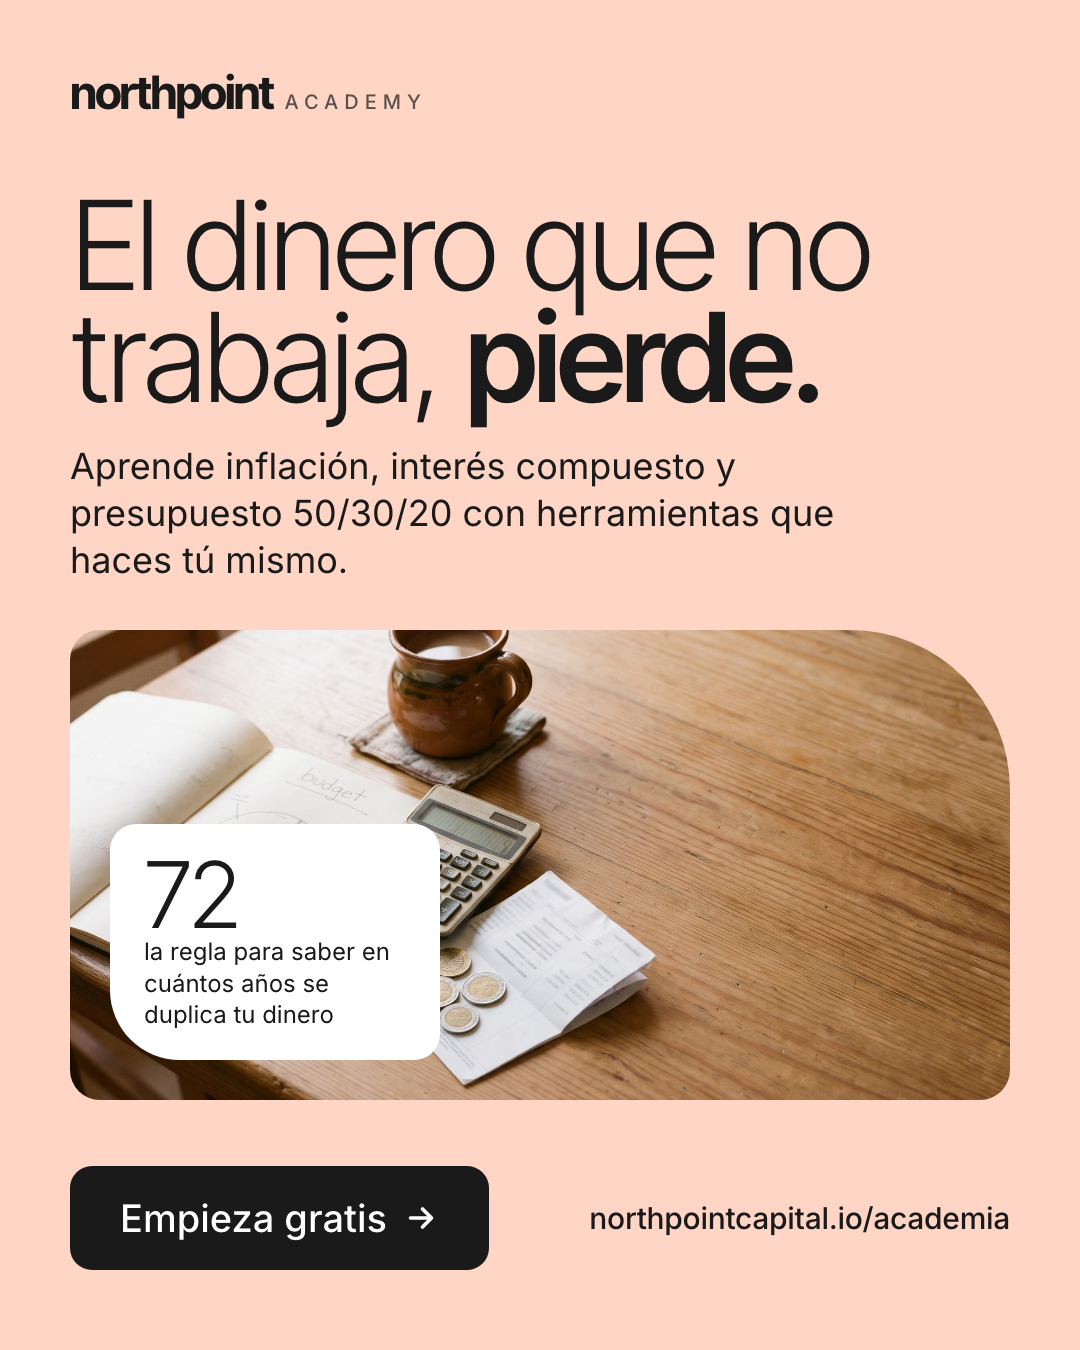 northpoint ACADEMY
El dinero que no
trabaja, pierde.
Aprende inflación, interés compuesto y
presupuesto 50/30/20 con herramientas que
haces tú mismo.
budget
72
la regla para saber en
cuántos años se
duplica tu dinero
Empieza gratis →
northpointcapital.io/academia